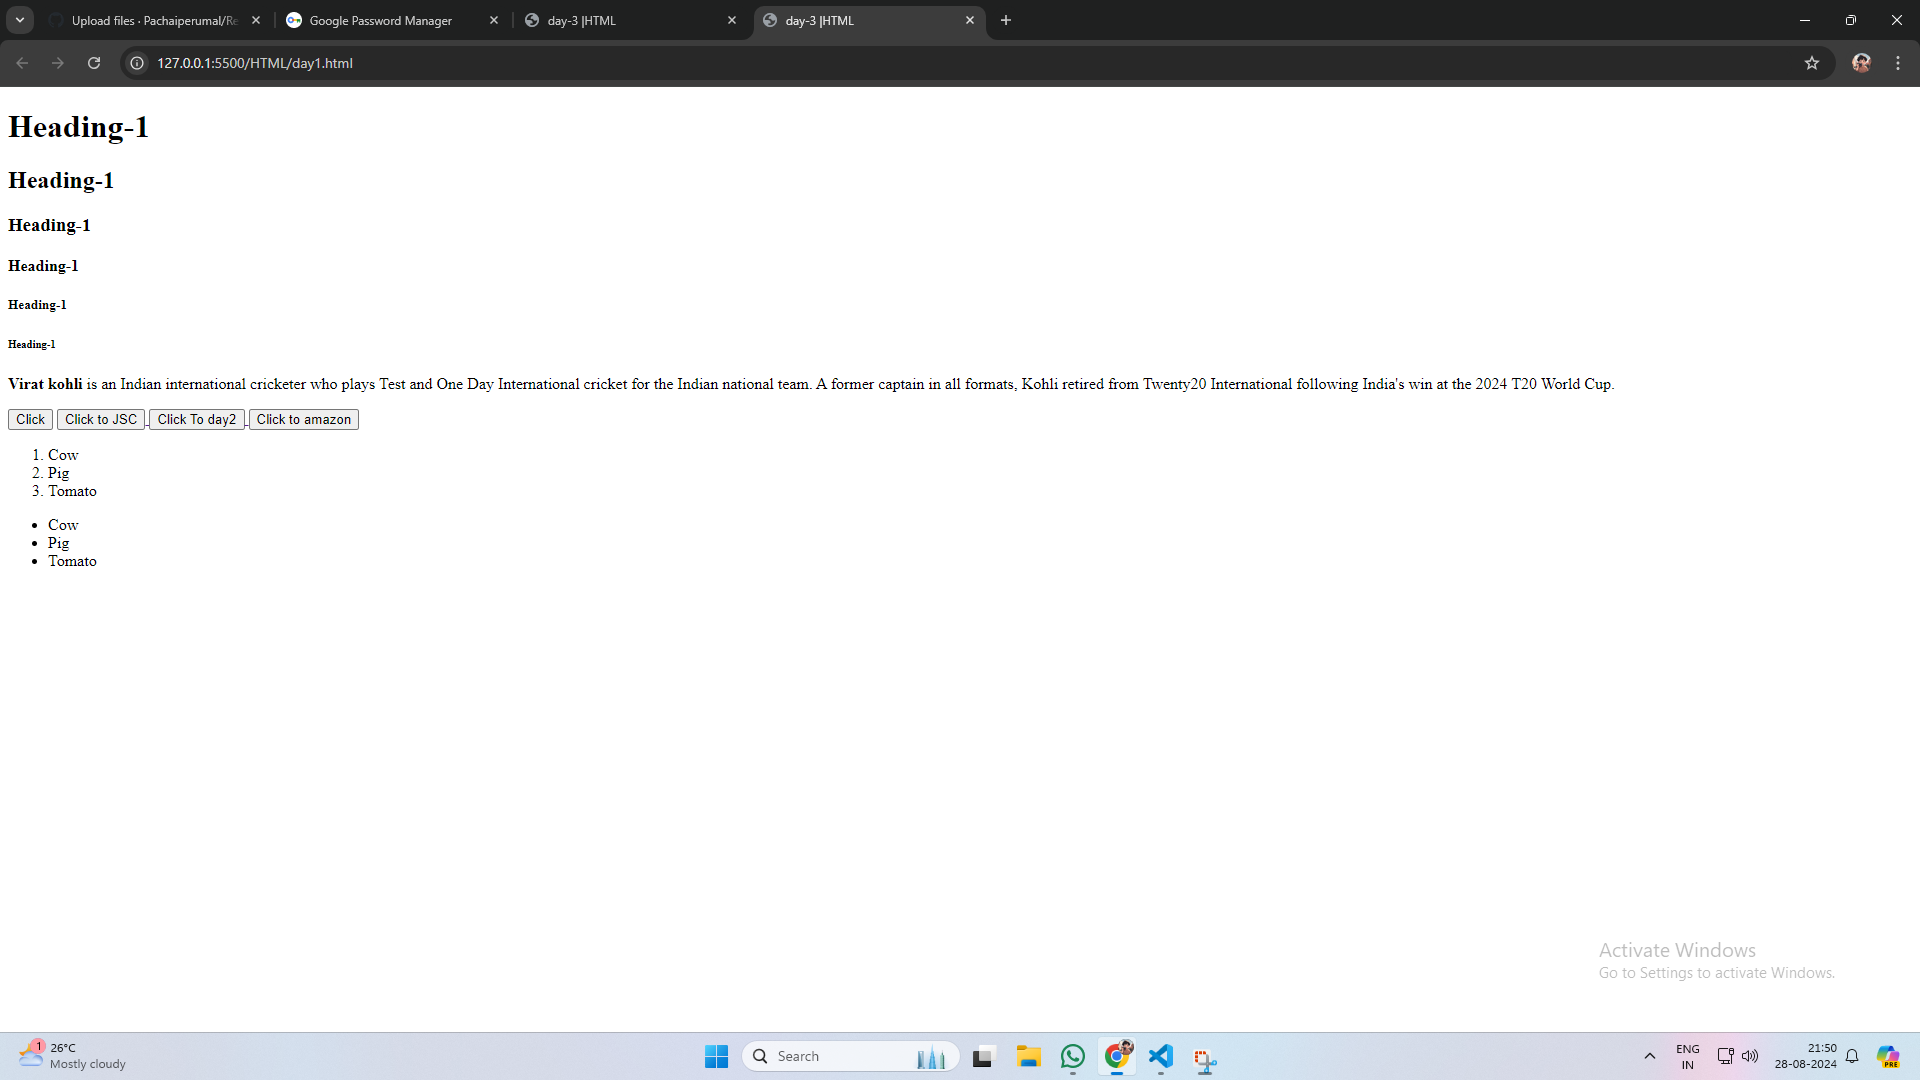 Upload files · Pachaiperumal/Re
Google Password Manager
day-3 |HTML
day-3 |HTML
127.0.0.1:5500/HTML/day1.html
Heading-1
Heading-1
Heading-1
Heading-1
Heading-1
Heading-1
Virat kohli is an Indian international cricketer who plays Test and One Day International cricket for the Indian national team. A former captain in all formats, Kohli retired from Twenty20 International following India's win at the 2024 T20 World Cup.
Click Click to JSC Click To day2 Click to amazon
1. Cow
2. Pig
3. Tomato
• Cow
• Pig
• Tomato
Activate Windows
Go to Settings to activate Windows.
1
26°C
Mostly cloudy
Search
ENG
IN
21:50
28-08-2024
PRE